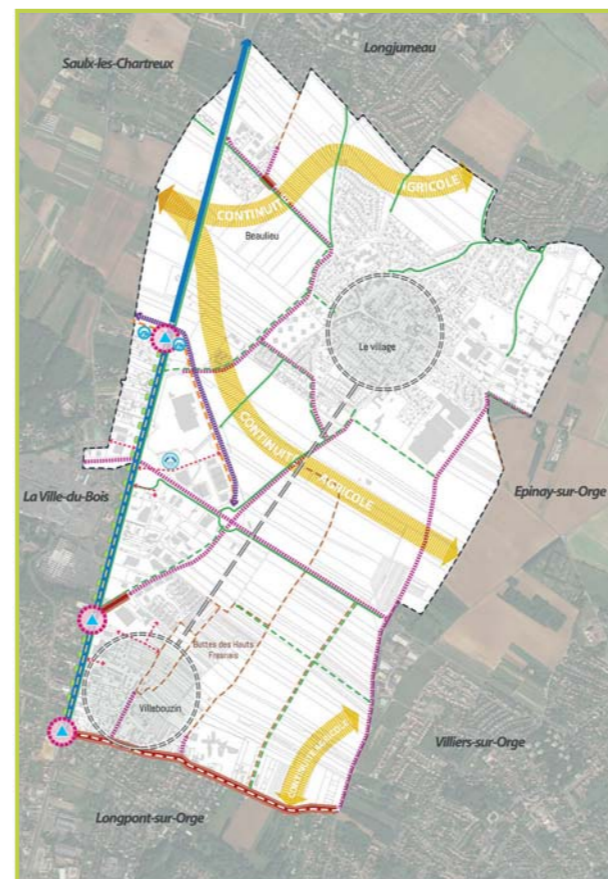 Saulx-les-Chartreux
Longjumeau
CONTINUITÉ AGRICOLE
Beaulieu
Le village
CONTINUITÉ AGRICOLE
La Ville-du-Bois
Epinay-sur-Orge
Buttes des Hauts
Fresnais
Villebouzin
CONTINUITÉ AGRICOLE
Villiers-sur-Orge
Longpont-sur-Orge